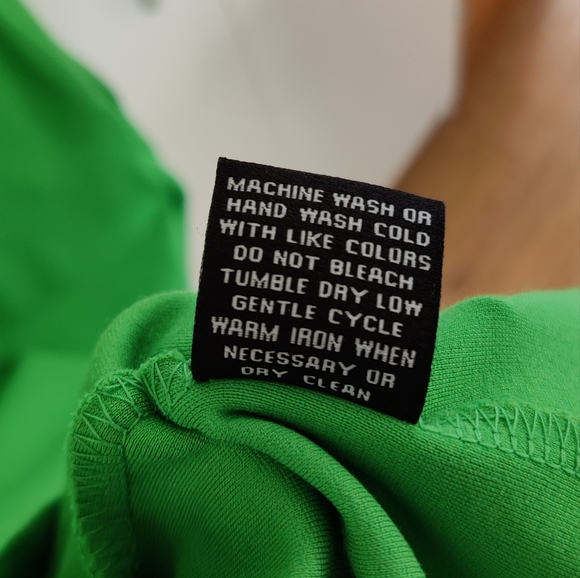 MACHINE WASH OR
HAND WASH COLD
WITH LIKE COLORS
DO NOT BLEACH
TUMBLE DRY LOW
GENTLE CYCLE
WARM IRON WHEN
NECESSARY OR
DRY CLEAN